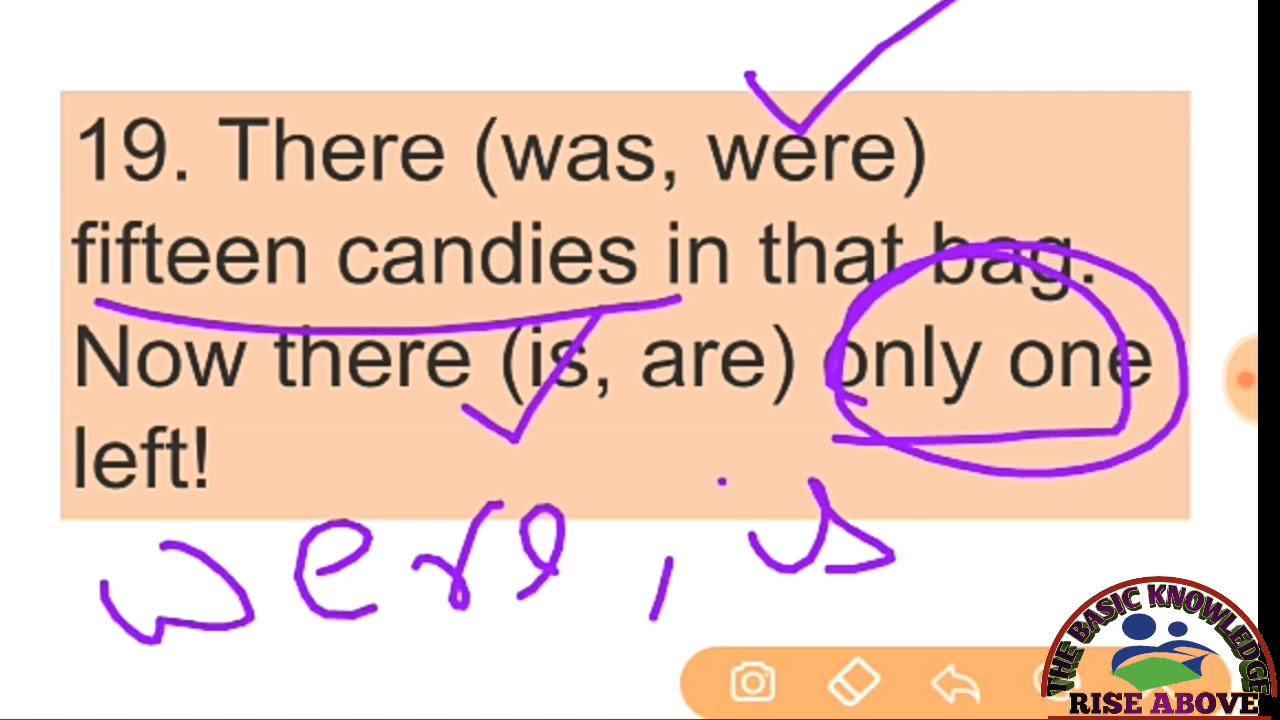 19. There (was, were)
fifteen candies in that bag.
Now there (is, are) only one
left!
were, is
THE BASIC KNOWLEDGE
RISE ABOVE